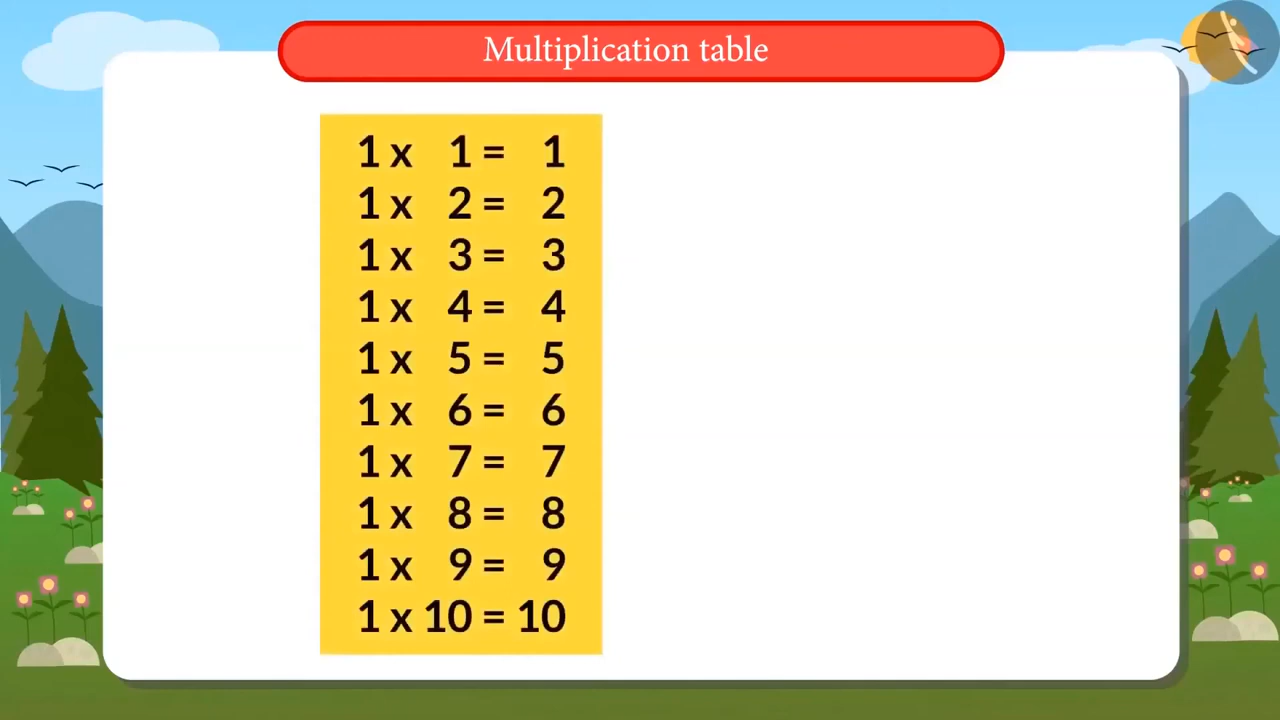 Multiplication table
1 x 1 = 1
1 x 2 = 2
1 x 3 = 3
1 x 4 = 4
1 x 5 = 5
1 x 6 = 6
1 x 7 = 7
1 x 8 = 8
1 x 9 = 9
1 x 10 = 10